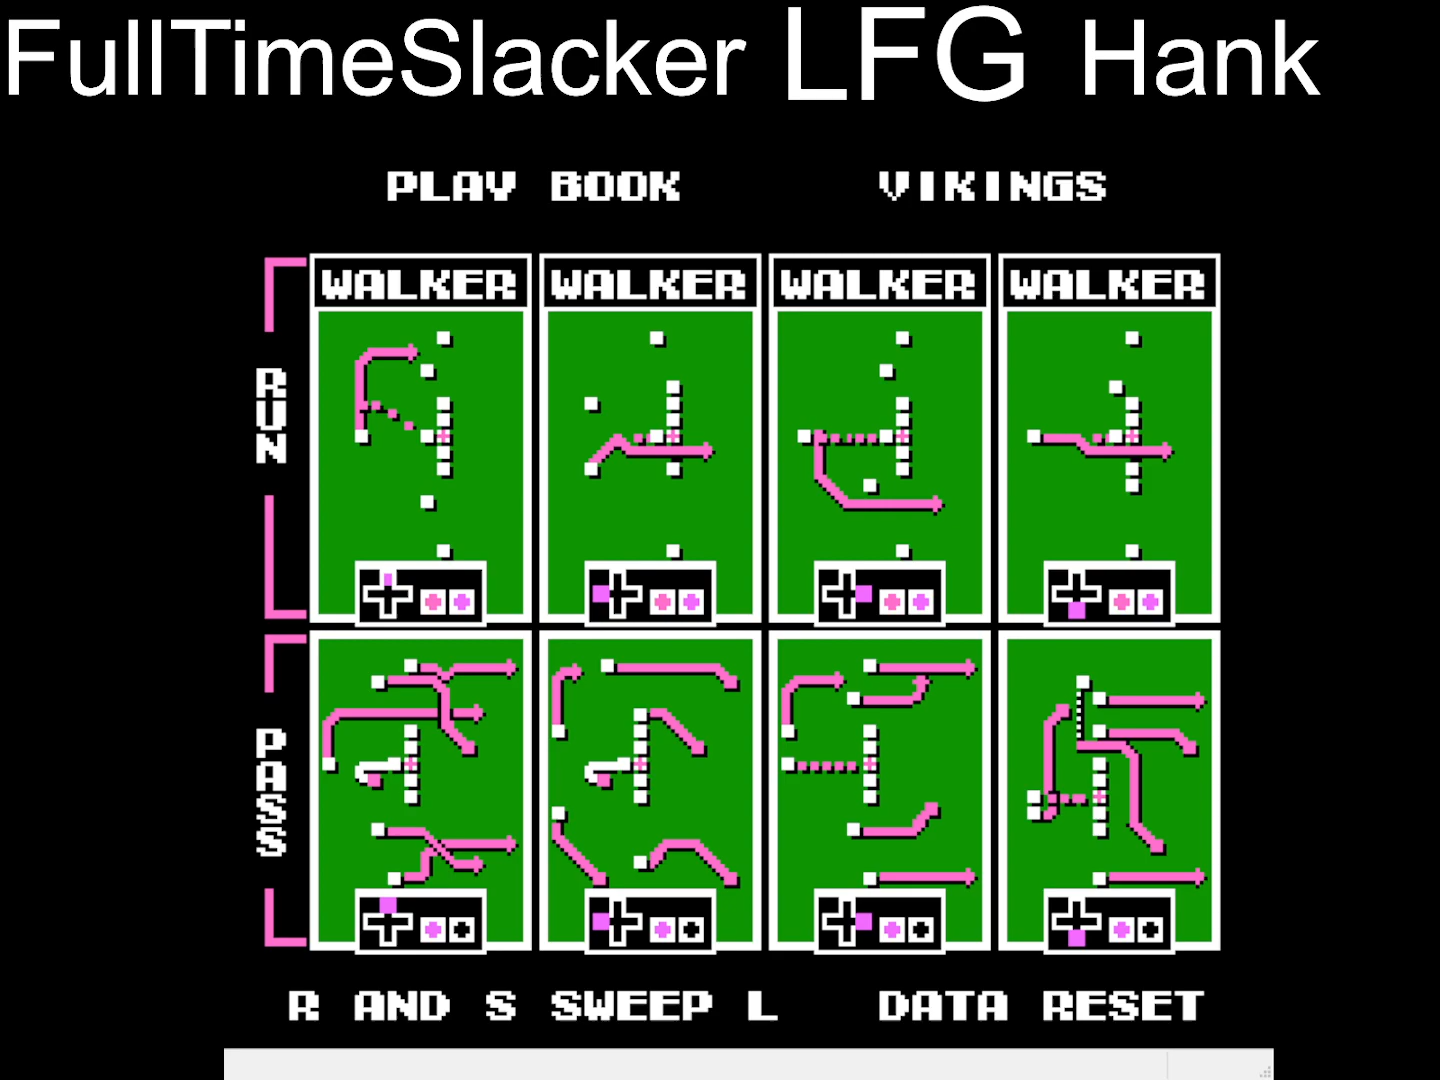 FullTimeSlacker LFG Hank
PLAY BOOK VIKINGS
WALKER WALKER WALKER WALKER
RUN
PASS
R AND S SWEEP L DATA RESET